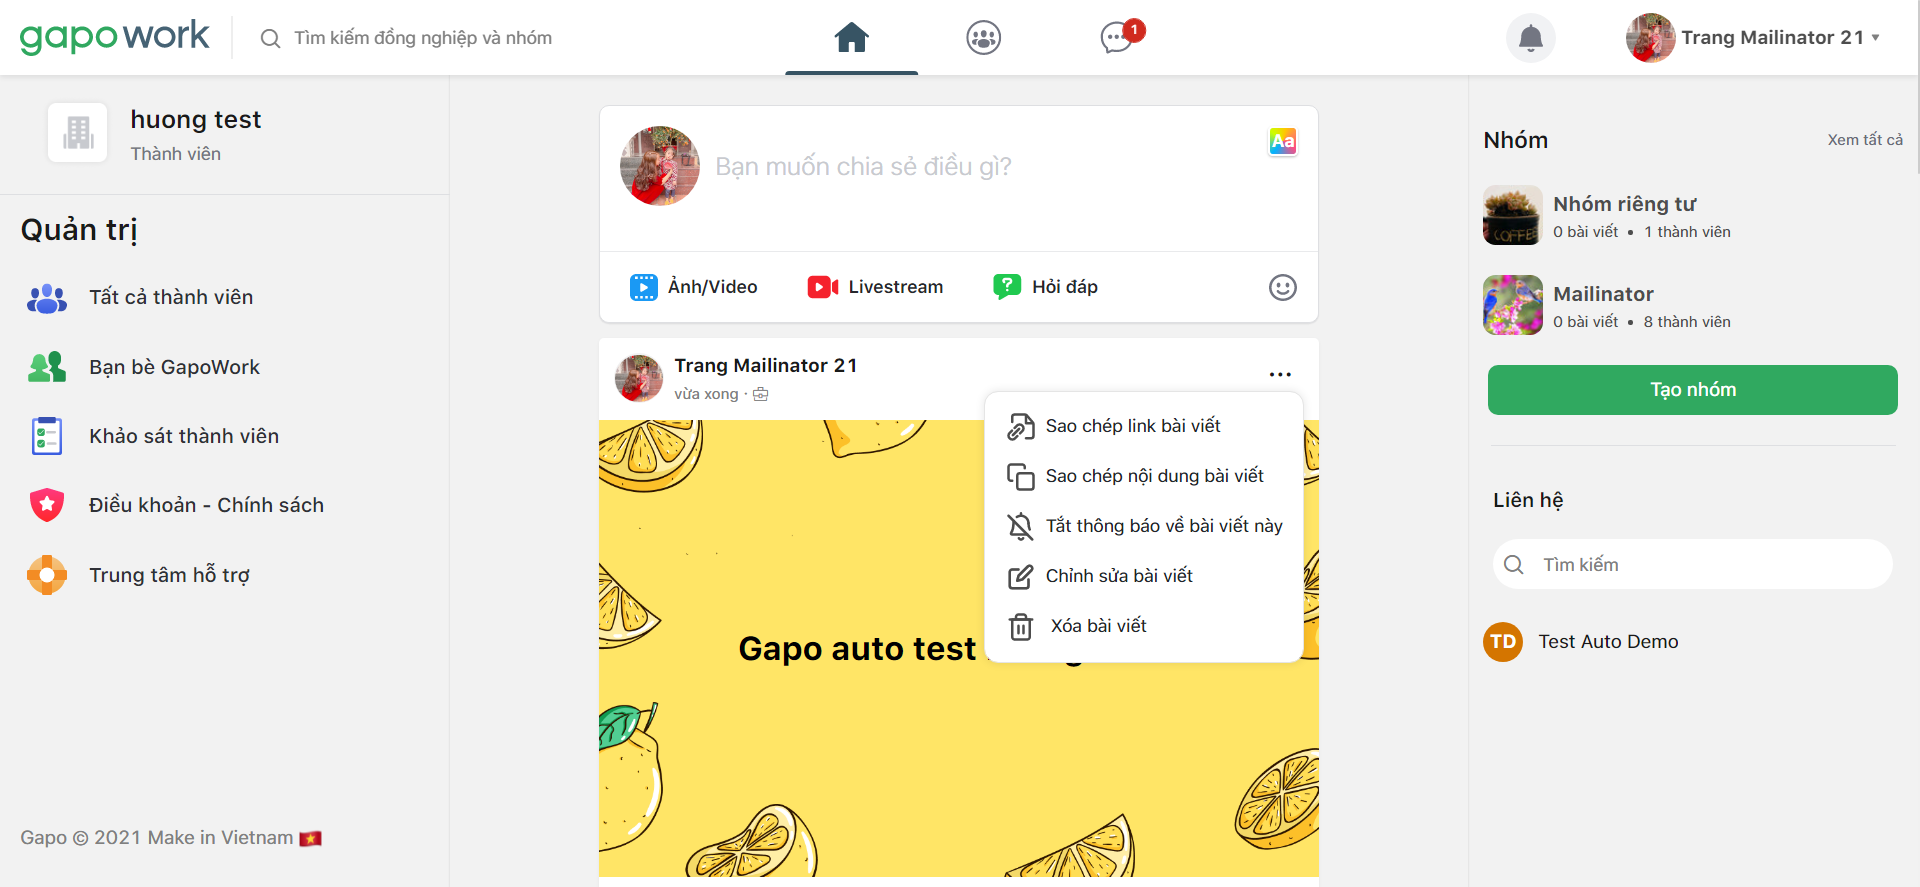 gapowork
Tìm kiếm đồng nghiệp và nhóm
1
Trang Mailinator 21
huong test
Thành viên
Quản trị
Tất cả thành viên
Bạn bè GapoWork
Khảo sát thành viên
Điều khoản - Chính sách
Trung tâm hỗ trợ
Gapo © 2021 Make in Vietnam
Bạn muốn chia sẻ điều gì?
Aa
Ảnh/Video
Livestream
Hỏi đáp
Trang Mailinator 21
vừa xong ·
Sao chép link bài viết
Sao chép nội dung bài viết
Tắt thông báo về bài viết này
Chỉnh sửa bài viết
Xóa bài viết
Gapo auto test
Nhóm
Xem tất cả
Nhóm riêng tư
0 bài viết • 1 thành viên
COFFEE
Mailinator
0 bài viết • 8 thành viên
Tạo nhóm
Liên hệ
Tìm kiếm
TD
Test Auto Demo